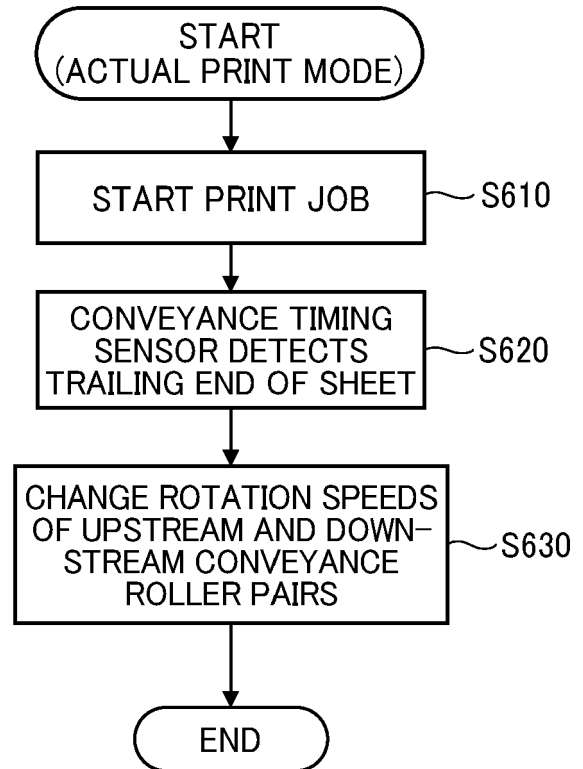 START
(ACTUAL PRINT MODE)
START PRINT JOB
S610
CONVEYANCE TIMING
SENSOR DETECTS
TRAILING END OF SHEET
S620
CHANGE ROTATION SPEEDS
OF UPSTREAM AND DOWN-
STREAM CONVEYANCE
ROLLER PAIRS
S630
END